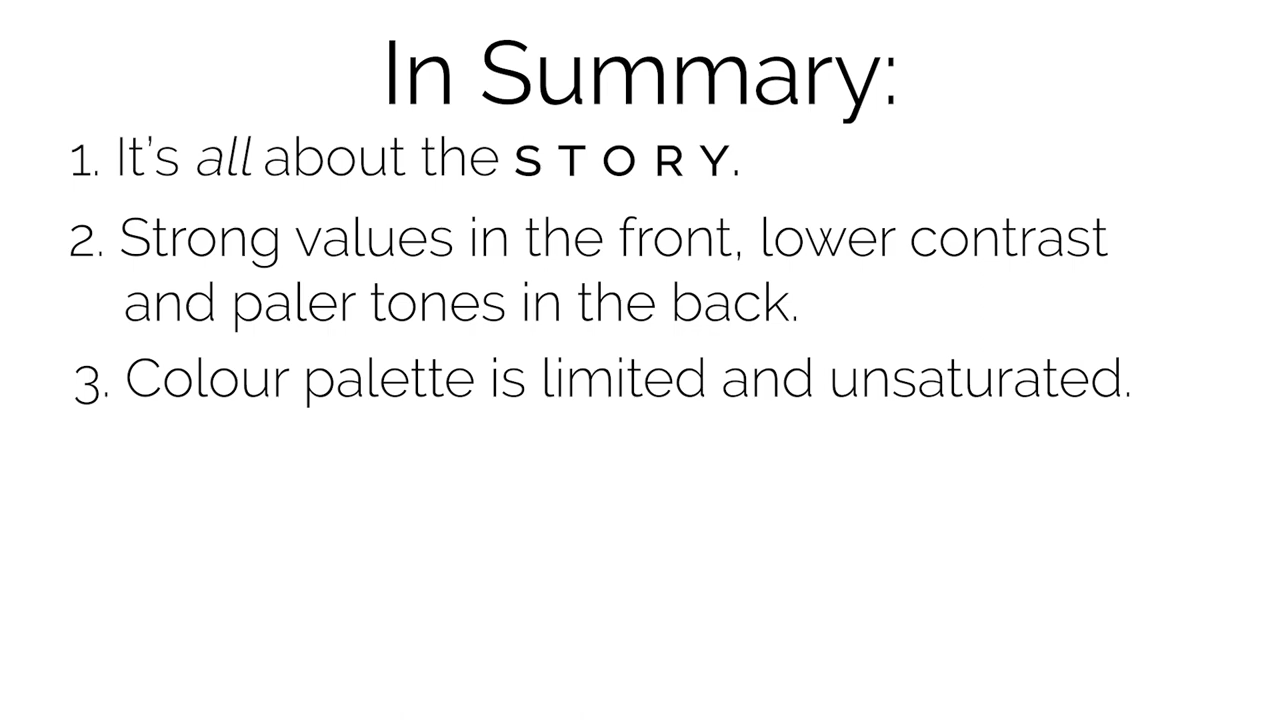 In Summary:
1. It's all about the STORY.
2. Strong values in the front, lower contrast
and paler tones in the back.
3. Colour palette is limited and unsaturated.